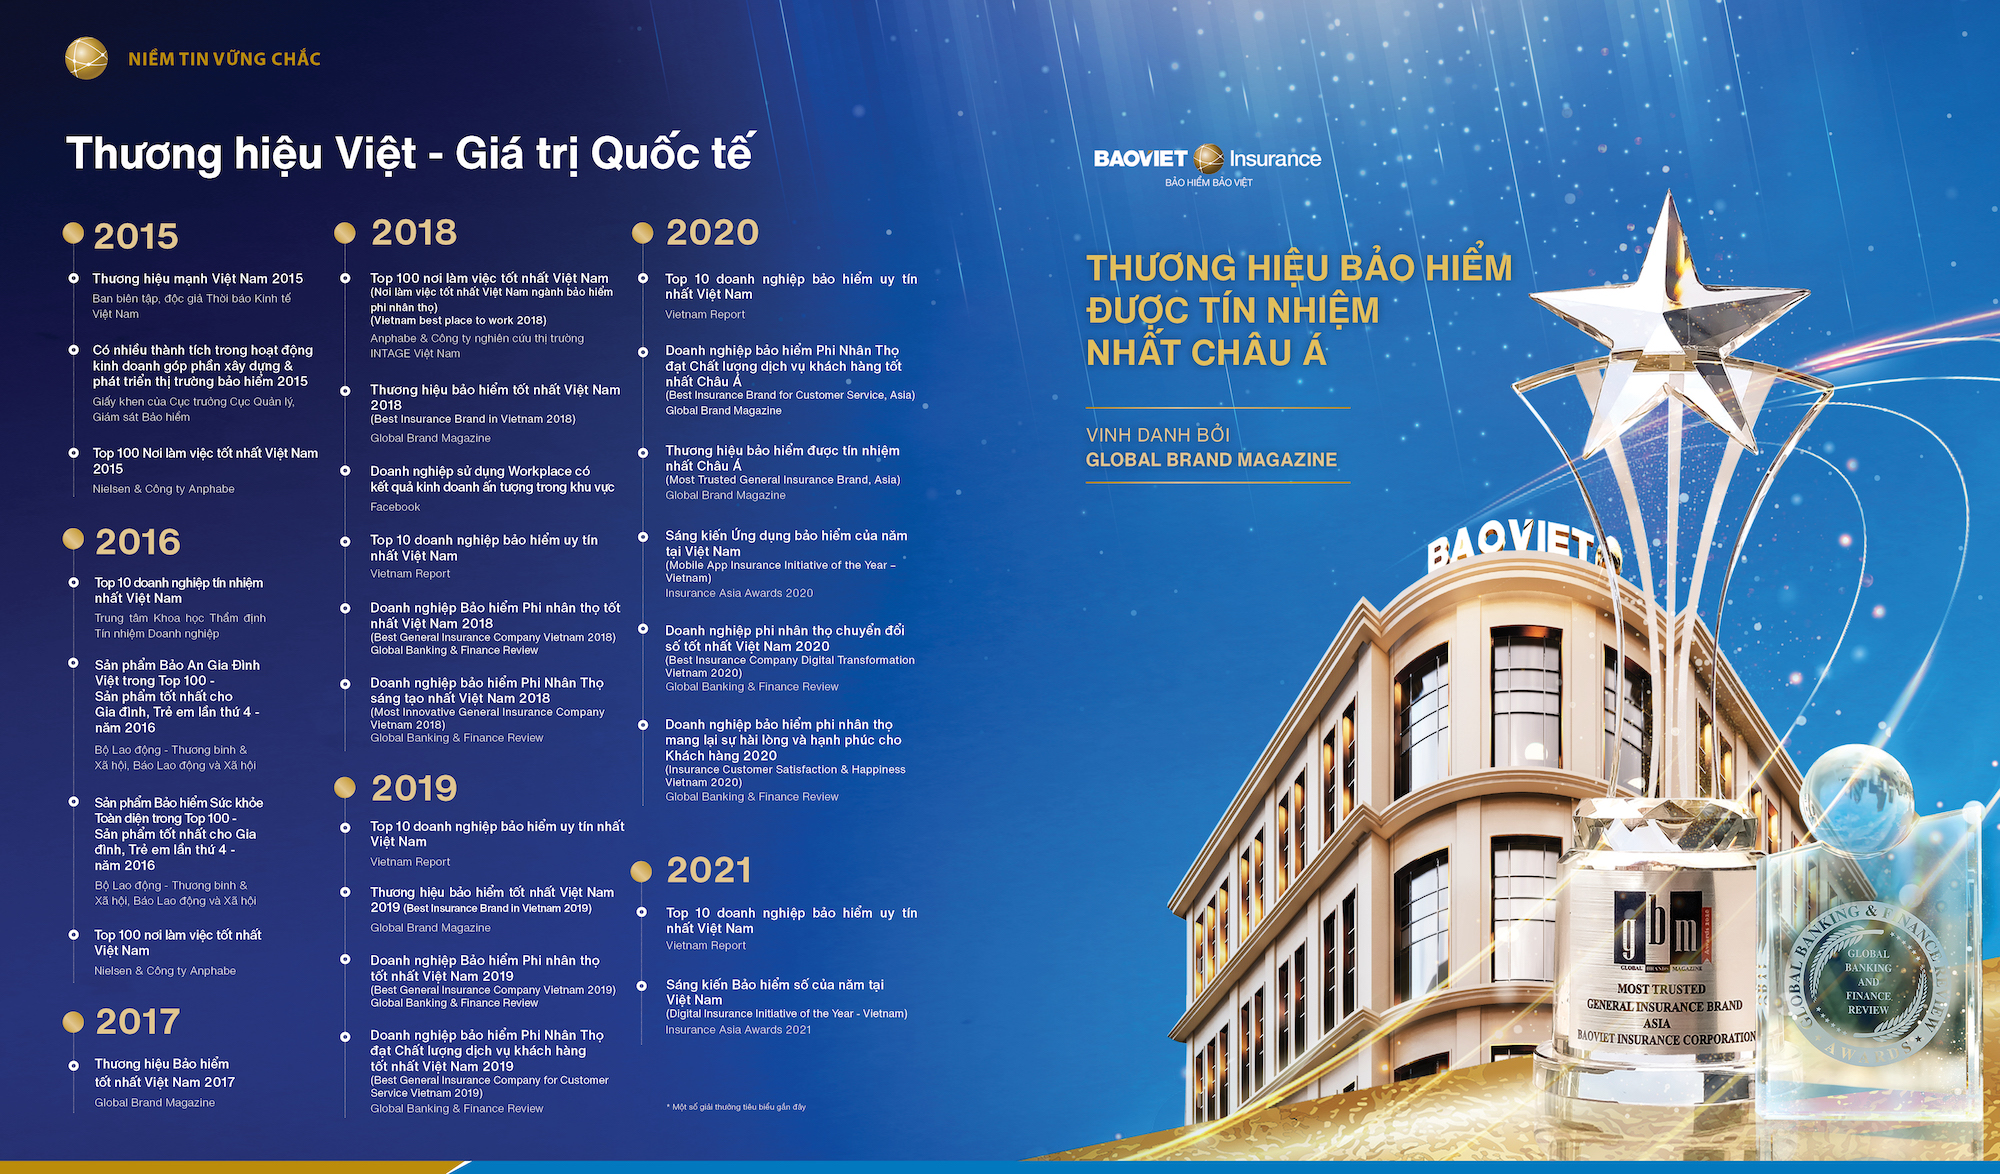 NIỀM TIN VỮNG CHẮC
Thương hiệu Việt - Giá trị Quốc tế
2015
Thương hiệu mạnh Việt Nam 2015
Ban biên tập, độc giả Thời báo Kinh tế
Việt Nam
Có nhiều thành tích trong hoạt động
kinh doanh góp phần xây dựng &
phát triển thị trường bảo hiểm 2015
Giấy khen của Cục trưởng Cục Quản lý,
Giám sát Bảo hiểm
Top 100 Nơi làm việc tốt nhất Việt Nam
2015
Nielsen & Công ty Anphabe
2016
Top 10 doanh nghiệp tín nhiệm
nhất Việt Nam
Trung tâm Khoa học Thẩm định
Tín nhiệm Doanh nghiệp
Sản phẩm Bảo An Gia Đình
Việt trong Top 100 -
Sản phẩm tốt nhất cho
Gia đình, Trẻ em lần thứ 4 -
năm 2016
Bộ Lao động - Thương binh &
Xã hội, Báo Lao động và Xã hội
Sản phẩm Bảo hiểm Sức khỏe
Toàn diện trong Top 100 -
Sản phẩm tốt nhất cho Gia
đình, Trẻ em lần thứ 4 -
năm 2016
Bộ Lao động - Thương binh &
Xã hội, Báo Lao động và Xã hội
Top 100 nơi làm việc tốt nhất
Việt Nam
Nielsen & Công ty Anphabe
2017
Thương hiệu Bảo hiểm
tốt nhất Việt Nam 2017
Global Brand Magazine
2018
Top 100 nơi làm việc tốt nhất Việt Nam
(Nơi làm việc tốt nhất Việt Nam ngành bảo hiểm
phi nhân thọ)
(Vietnam best place to work 2018)
Anphabe & Công ty nghiên cứu thị trường
INTAGE Việt Nam
Thương hiệu bảo hiểm tốt nhất Việt Nam
2018
(Best Insurance Brand in Vietnam 2018)
Global Brand Magazine
Doanh nghiệp sử dụng Workplace có
kết quả kinh doanh ấn tượng trong khu vực
Facebook
Top 10 doanh nghiệp bảo hiểm uy tín
nhất Việt Nam
Vietnam Report
Doanh nghiệp Bảo hiểm Phi nhân thọ tốt
nhất Việt Nam 2018
(Best General Insurance Company Vietnam 2018)
Global Banking & Finance Review
Doanh nghiệp bảo hiểm Phi Nhân Thọ
sáng tạo nhất Việt Nam 2018
(Most Innovative General Insurance Company
Vietnam 2018)
Global Banking & Finance Review
2019
Top 10 doanh nghiệp bảo hiểm uy tín nhất
Việt Nam
Vietnam Report
Thương hiệu bảo hiểm tốt nhất Việt Nam
2019 (Best Insurance Brand in Vietnam 2019)
Global Brand Magazine
Doanh nghiệp Bảo hiểm Phi nhân thọ
tốt nhất Việt Nam 2019
(Best General Insurance Company Vietnam 2019)
Global Banking & Finance Review
Doanh nghiệp bảo hiểm Phi Nhân Thọ
đạt Chất lượng dịch vụ khách hàng
tốt nhất Việt Nam 2019
(Best General Insurance Company for Customer
Service Vietnam 2019)
Global Banking & Finance Review
2020
Top 10 doanh nghiệp bảo hiểm uy tín
nhất Việt Nam
Vietnam Report
Doanh nghiệp bảo hiểm Phi Nhân Thọ
đạt Chất lượng dịch vụ khách hàng tốt
nhất Châu Á
(Best Insurance Brand for Customer Service, Asia)
Global Brand Magazine
Thương hiệu bảo hiểm được tín nhiệm
nhất Châu Á
(Most Trusted General Insurance Brand, Asia)
Global Brand Magazine
Sáng kiến Ứng dụng bảo hiểm của năm
tại Việt Nam
(Mobile App Insurance Initiative of the Year –
Vietnam)
Insurance Asia Awards 2020
Doanh nghiệp phi nhân thọ chuyển đổi
số tốt nhất Việt Nam 2020
(Best Insurance Company Digital Transformation
Vietnam 2020)
Global Banking & Finance Review
Doanh nghiệp bảo hiểm phi nhân thọ
mang lại sự hài lòng và hạnh phúc cho
Khách hàng 2020
(Insurance Customer Satisfaction & Happiness
Vietnam 2020)
Global Banking & Finance Review
2021
Top 10 doanh nghiệp bảo hiểm uy tín
nhất Việt Nam
Vietnam Report
Sáng kiến Bảo hiểm số của năm tại
Việt Nam
(Digital Insurance Initiative of the Year - Vietnam)
Insurance Asia Awards 2021
* Một số giải thưởng tiêu biểu gần đây
BAOVIET Insurance
BẢO HIỂM BẢO VIỆT
THƯƠNG HIỆU BẢO HIỂM
ĐƯỢC TÍN NHIỆM
NHẤT CHÂU Á
VINH DANH BỞI
GLOBAL BRAND MAGAZINE
BAOVIET
gbm
Awards 2020
GLOBAL BRANDS MAGAZINE
MOST TRUSTED
GENERAL INSURANCE BRAND
ASIA
BAOVIET INSURANCE CORPORATION
GLOBAL BANKING & FINANCE REVIEW
GLOBAL
BANKING
AND
FINANCE
REVIEW
AWARDS